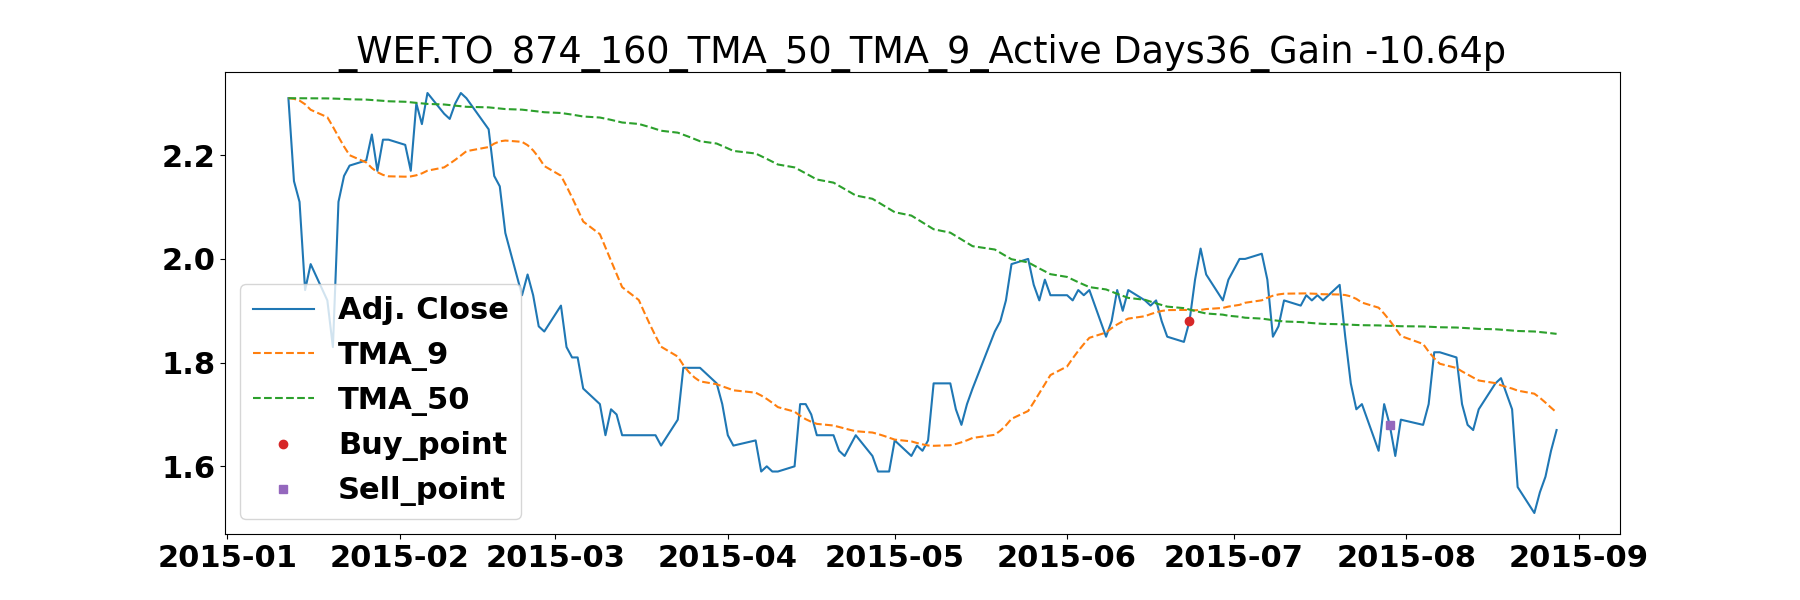 _WEF.TO_874_160_TMA_50_TMA_9_Active Days36_Gain -10.64p
2.2
2.0
1.8
1.6
Adj. Close
TMA_9
TMA_50
Buy_point
Sell_point
2015-01 2015-02 2015-03 2015-04 2015-05 2015-06 2015-07 2015-08 2015-09